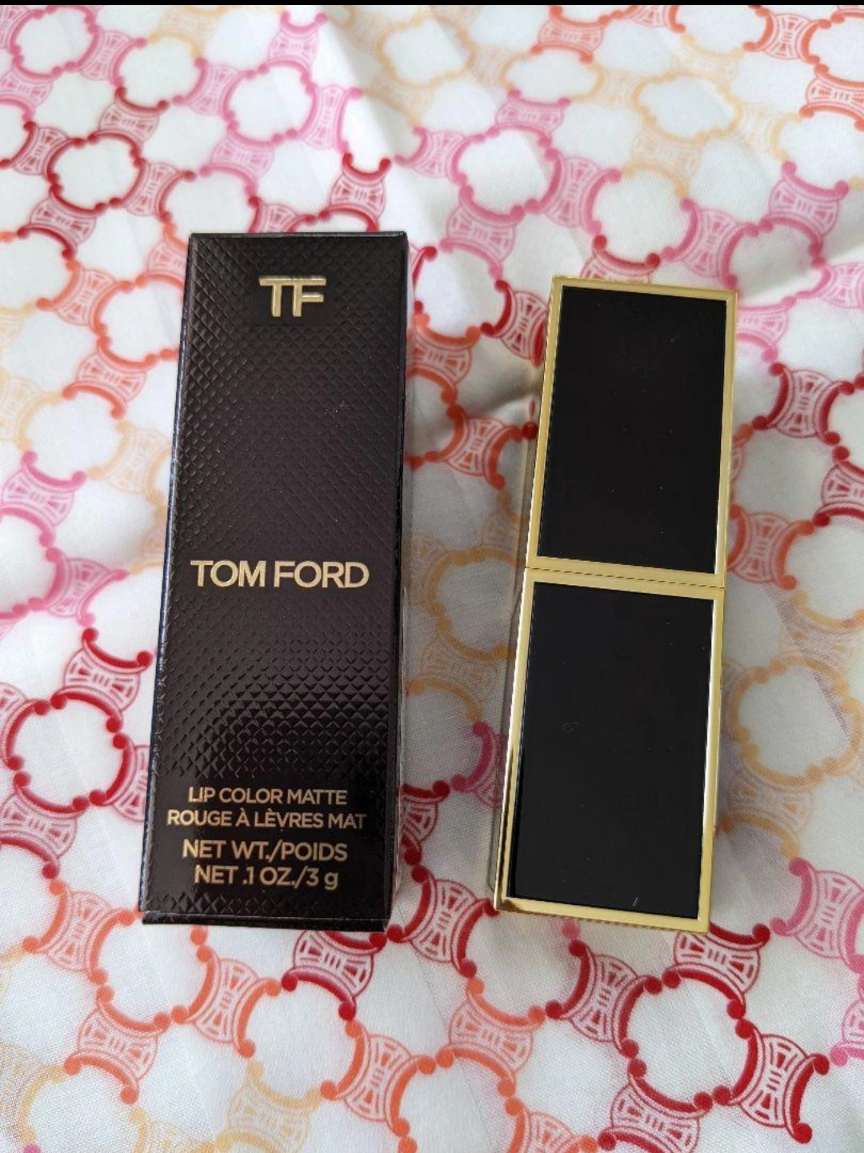 TF
TOM FORD
LIP COLOR MATTE
ROUGE À LÈVRES MAT
NET WT./POIDS
NET .1 OZ./3 g